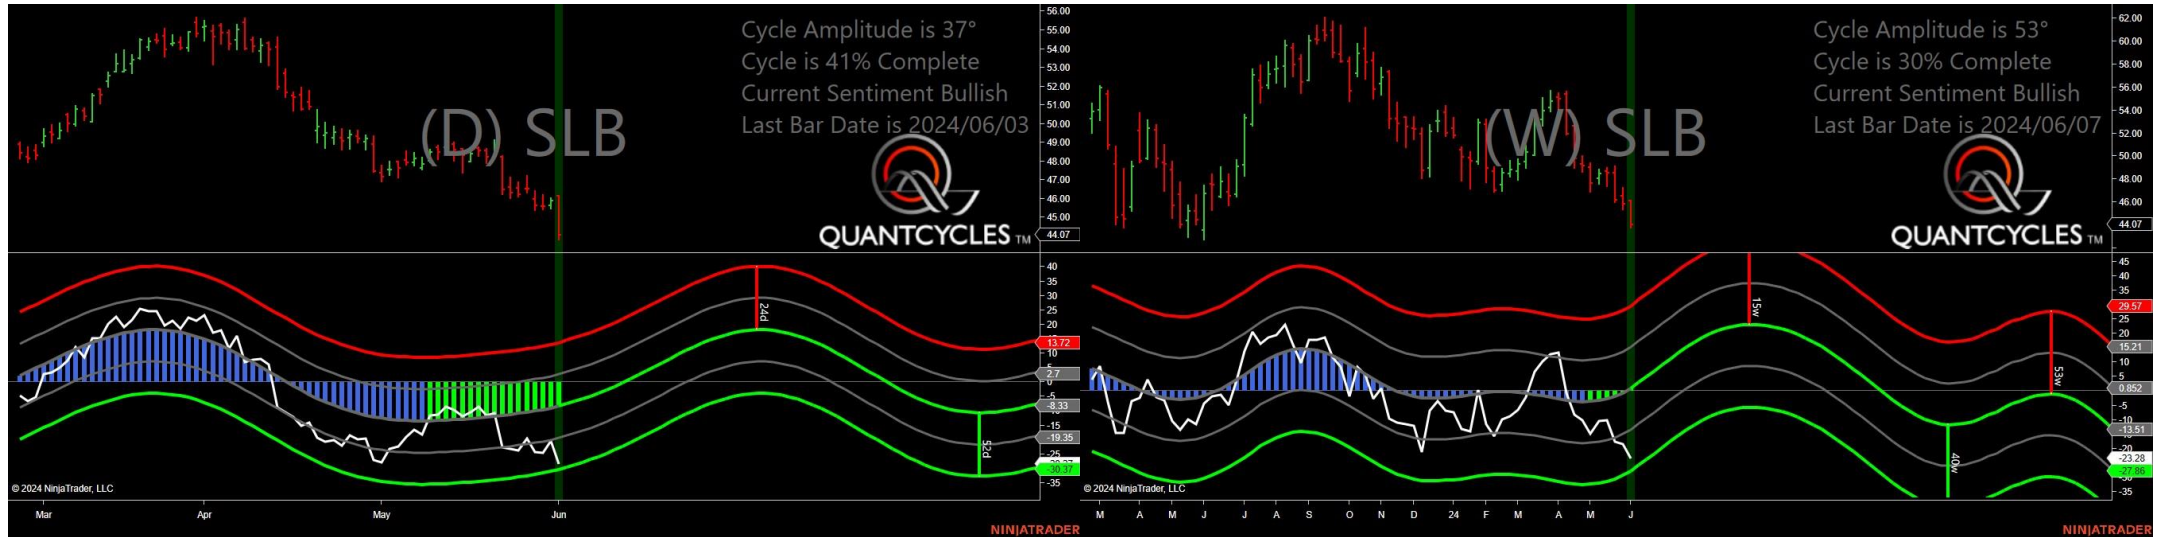 Cycle Amplitude is 37°
Cycle is 41% Complete
Current Sentiment Bullish
Last Bar Date is 2024/06/03
(D) SLB
QUANTCYCLES TM
56.00
55.00
54.00
53.00
52.00
51.00
50.00
49.00
48.00
47.00
46.00
45.00
44.07
40
35
30
25
20
13.72
10
5
2.7
0
-5
-8.33
-15
-19.35
-25
-30.37
-35
24d
52d
© 2024 NinjaTrader, LLC
Mar Apr May Jun
NINJATRADER
Cycle Amplitude is 53°
Cycle is 30% Complete
Current Sentiment Bullish
Last Bar Date is 2024/06/07
(W) SLB
QUANTCYCLES TM
62.00
60.00
58.00
56.00
54.00
52.00
50.00
48.00
46.00
44.07
45
40
35
29.57
25
20
15.21
10
5
0.852
-5
-13.51
-23.28
-27.86
-35
15w
53w
40w
© 2024 NinjaTrader, LLC
M A M J J A S O N D 24 F M A M J
NINJATRADER